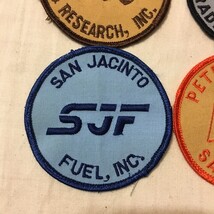 RESEARCH, INC.
SAN JACINTO
SJF
FUEL, INC.